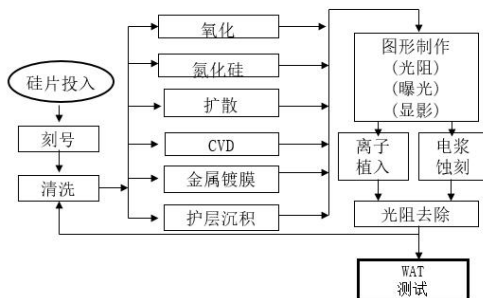 硅片投入
刻号
清洗
氧化
氮化硅
扩散
CVD
金属镀膜
护层沉积
图形制作
(光阻)
(曝光)
(显影)
离子
植入
电浆
蚀刻
光阻去除
WAT
测试